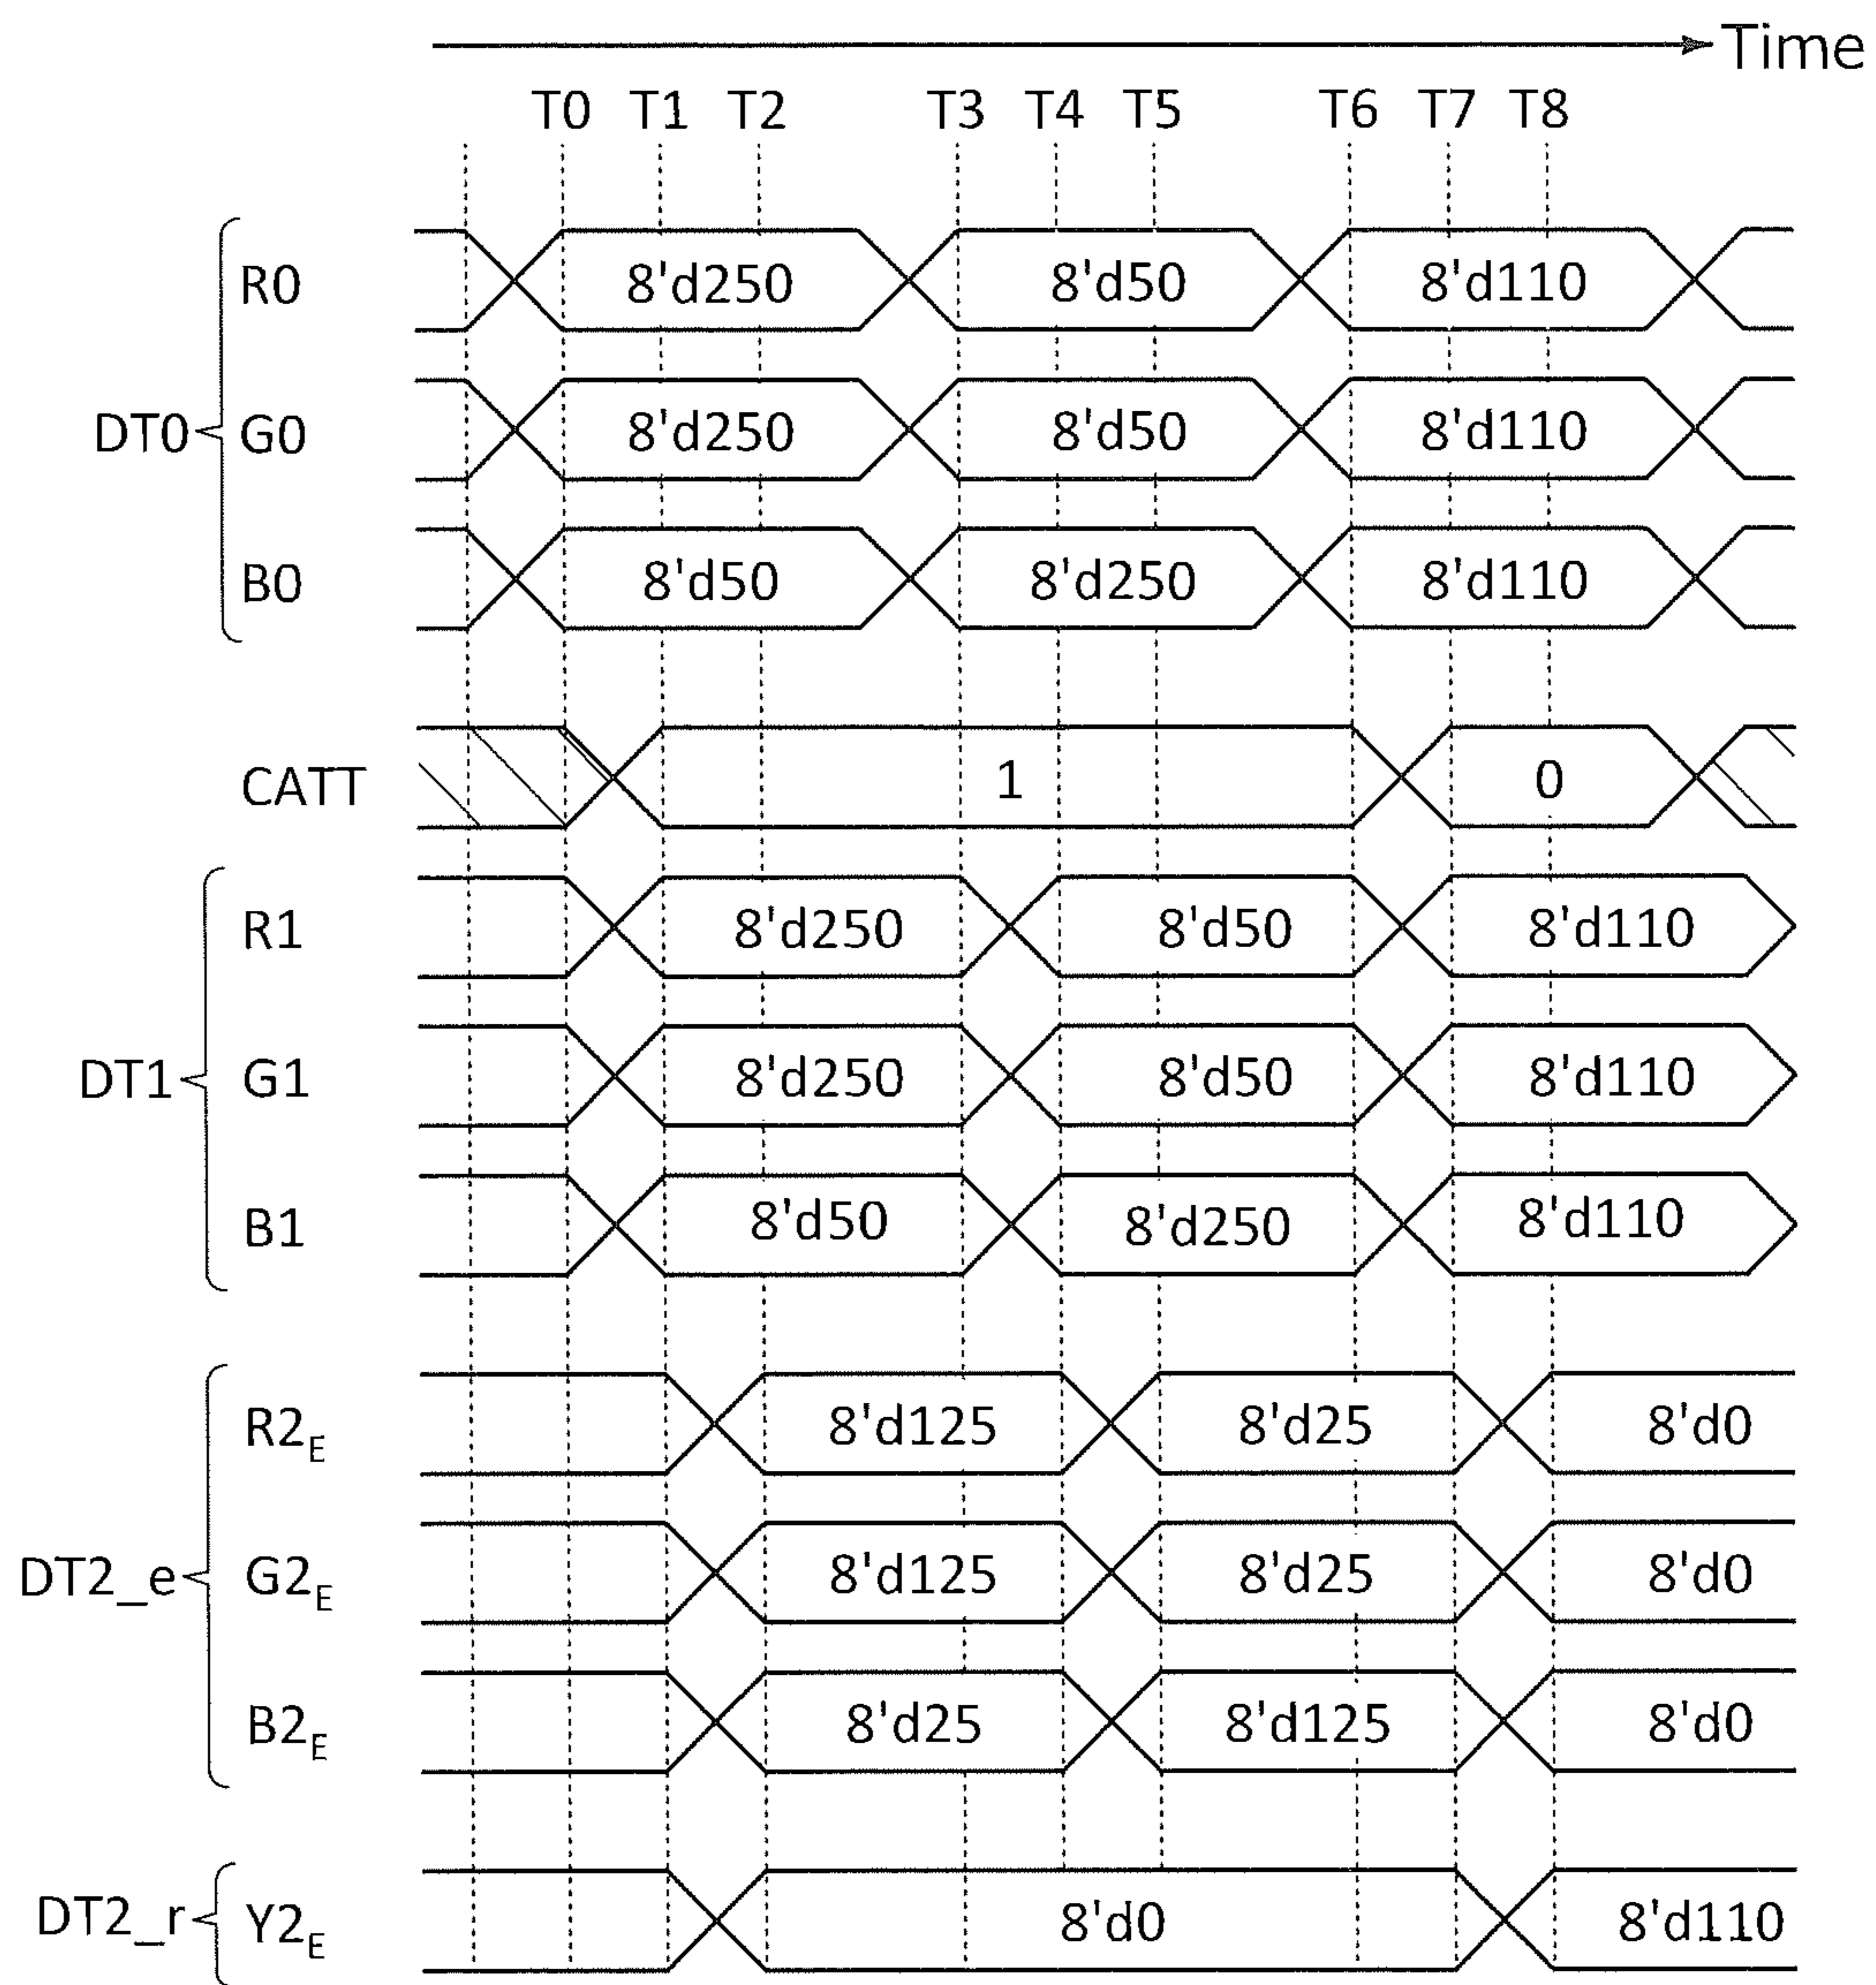 Time
T0 T1 T2 T3 T4 T5 T6 T7 T8
R0 8'd250 8'd50 8'd110
DT0 G0 8'd250 8'd50 8'd110
B0 8'd50 8'd250 8'd110
CATT 1 0
R1 8'd250 8'd50 8'd110
DT1 G1 8'd250 8'd50 8'd110
B1 8'd50 8'd250 8'd110
R2E 8'd125 8'd25 8'd0
DT2_e G2E 8'd125 8'd25 8'd0
B2E 8'd25 8'd125 8'd0
DT2_r Y2E 8'd0 8'd110